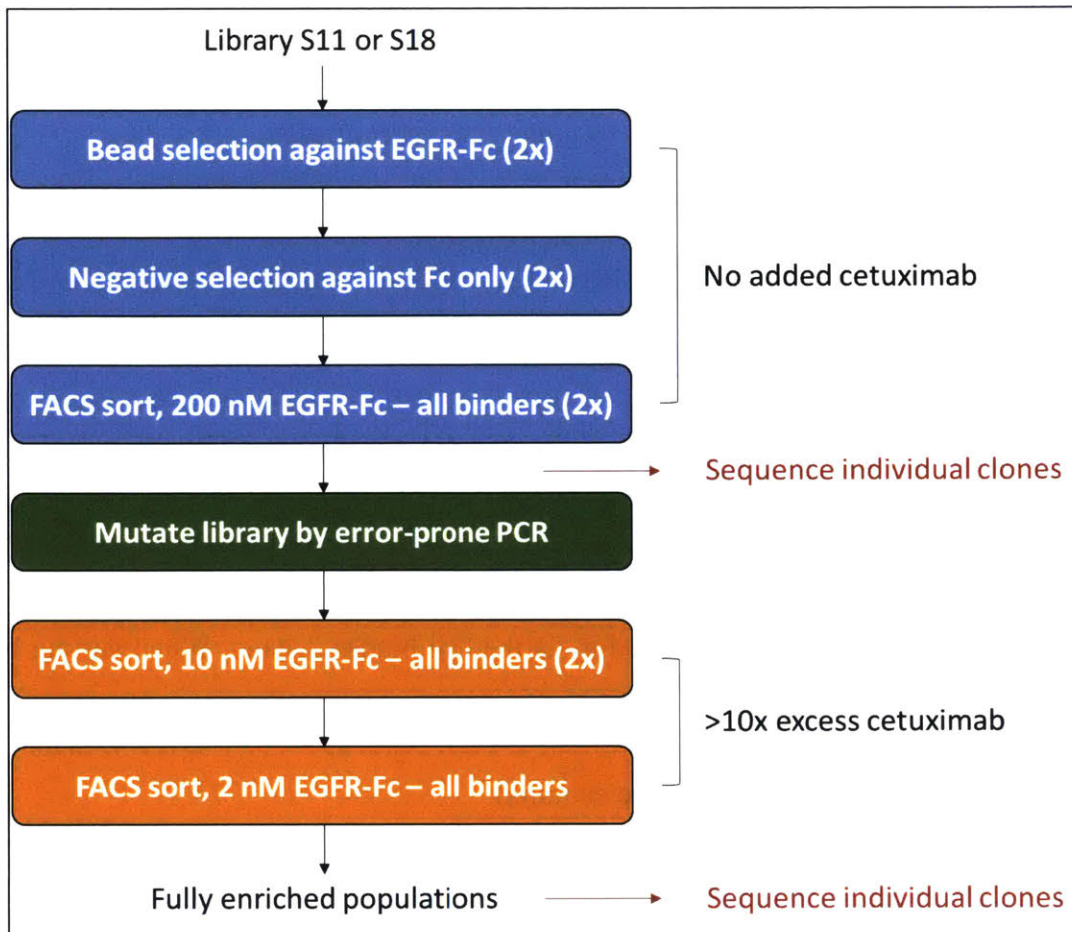 Library S11 or S18
Bead selection against EGFR-Fc (2x)
Negative selection against Fc only (2x)
No added cetuximab
FACS sort, 200 nM EGFR-Fc – all binders (2x)
Sequence individual clones
Mutate library by error-prone PCR
FACS sort, 10 nM EGFR-Fc – all binders (2x)
>10x excess cetuximab
FACS sort, 2 nM EGFR-Fc – all binders
Fully enriched populations
Sequence individual clones